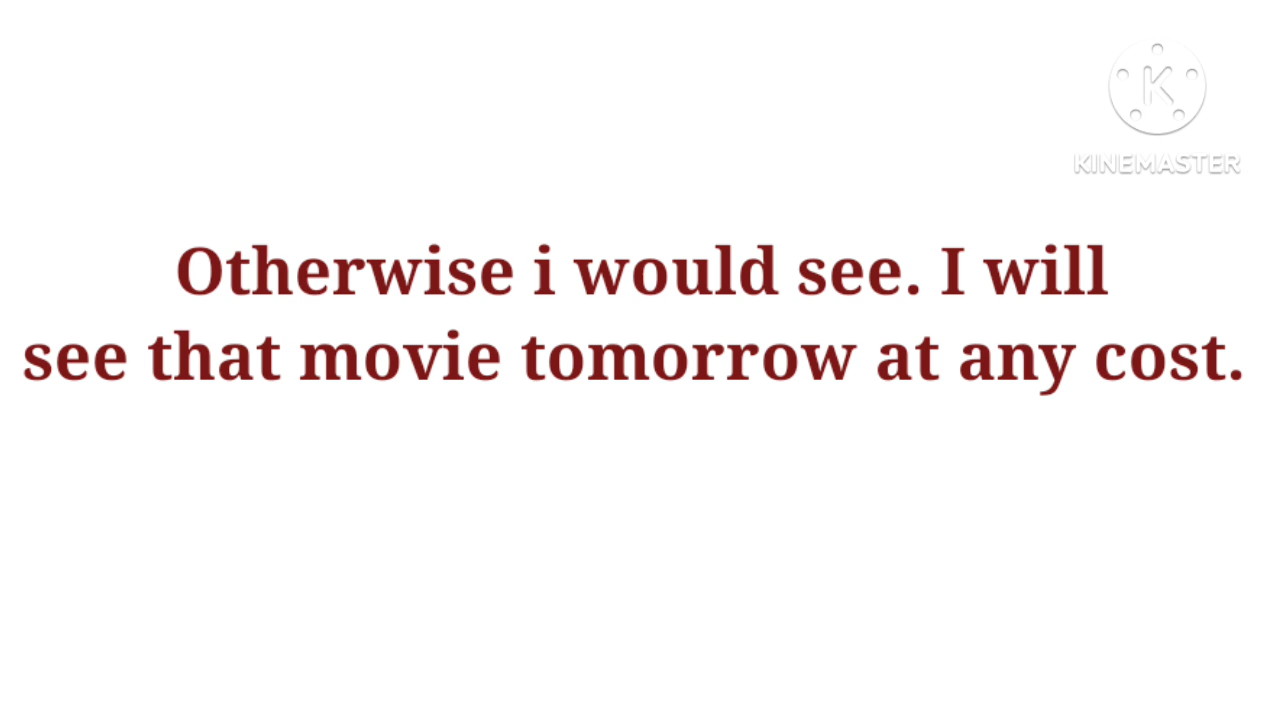 K
KINEMASTER
Otherwise i would see. I will
see that movie tomorrow at any cost.